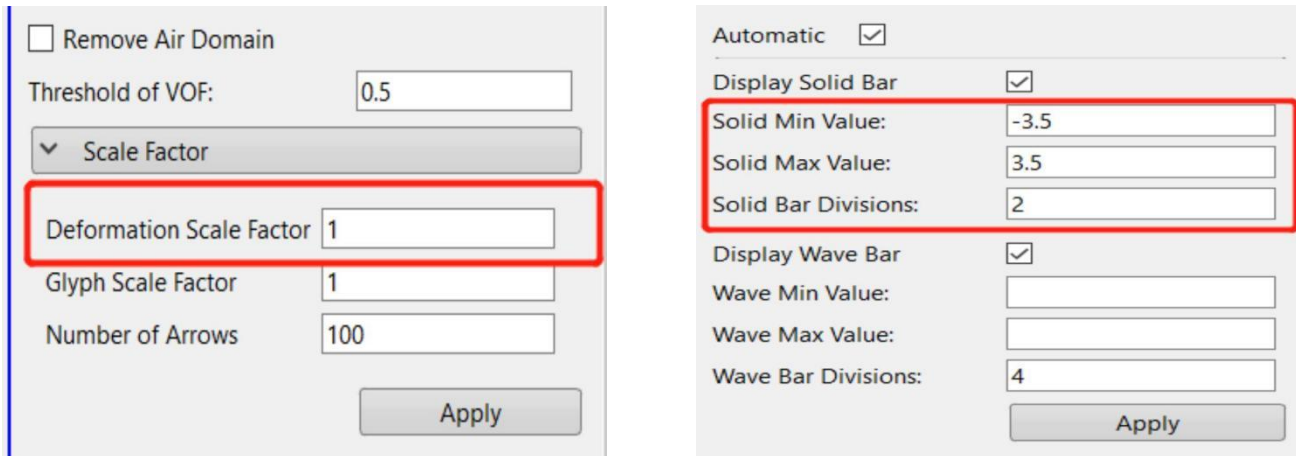 Remove Air Domain
Threshold of VOF: 0.5
Scale Factor
Deformation Scale Factor 1
Glyph Scale Factor 1
Number of Arrows 100
Apply
Automatic
Display Solid Bar
Solid Min Value: -3.5
Solid Max Value: 3.5
Solid Bar Divisions: 2
Display Wave Bar
Wave Min Value:
Wave Max Value:
Wave Bar Divisions: 4
Apply